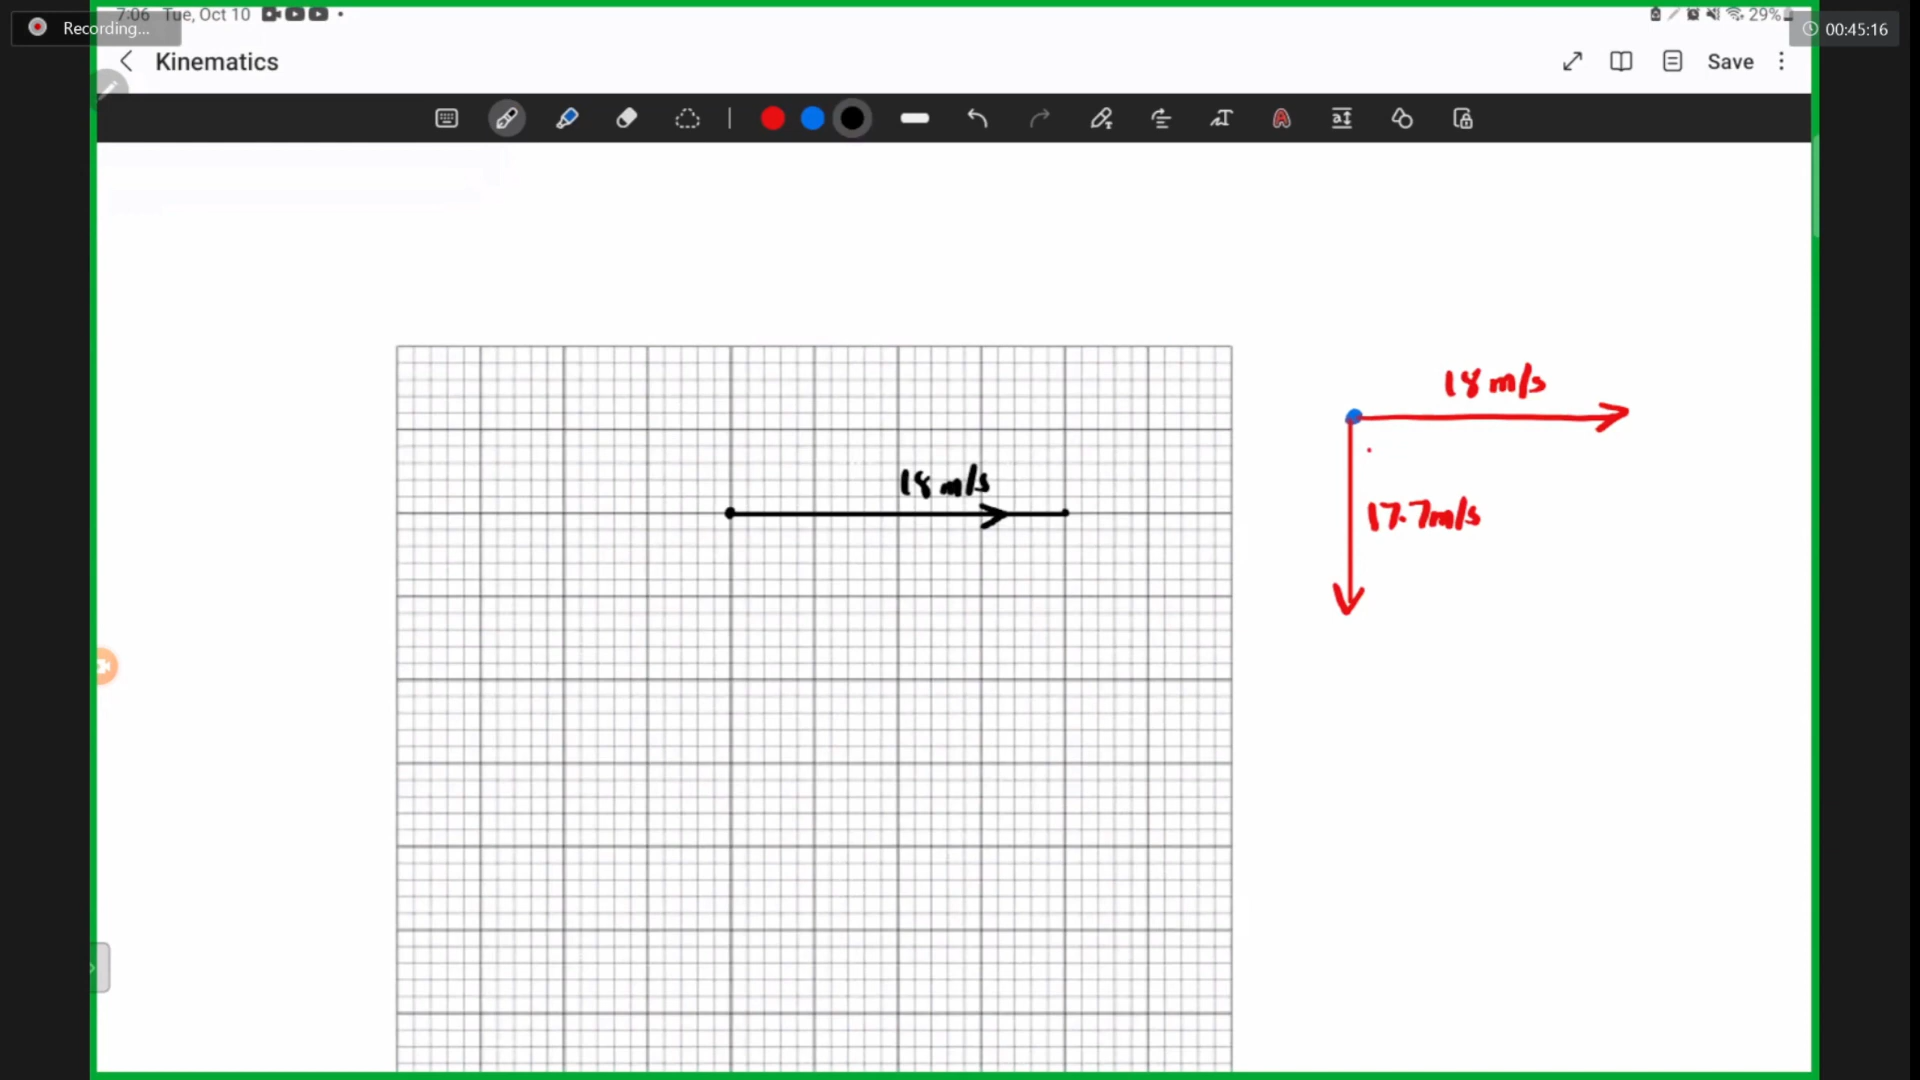 7:06 Tue, Oct 10
29%
Recording...
00:45:16
Kinematics
Save
18 m/s
18 m/s
17.7m/s